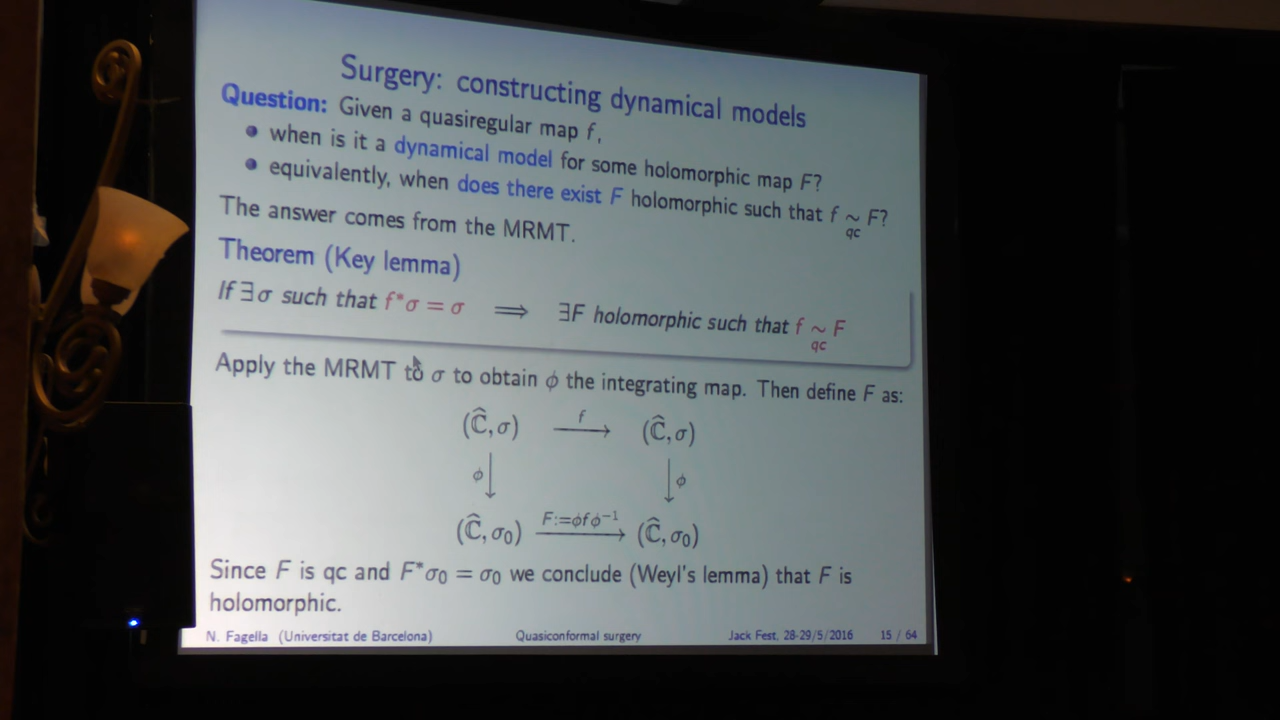 Surgery: constructing dynamical models
Question: Given a quasiregular map f,
• when is it a dynamical model for some holomorphic map F?
• equivalently, when does there exist F holomorphic such that f ~qc F?
The answer comes from the MRMT.
Theorem (Key lemma)
If ∃σ such that f*σ = σ ⟹ ∃F holomorphic such that f ~qc F
Apply the MRMT to σ to obtain ϕ the integrating map. Then define F as:
(Ĉ, σ) f⟶ (Ĉ, σ)
ϕ↓ ↓ϕ
(Ĉ, σ₀) F:=ϕfϕ⁻¹⟶ (Ĉ, σ₀)
Since F is qc and F*σ₀ = σ₀ we conclude (Weyl's lemma) that F is
holomorphic.
N. Fagella (Universitat de Barcelona) Quasiconformal surgery Jack Fest, 28-29/5/2016 15 / 64